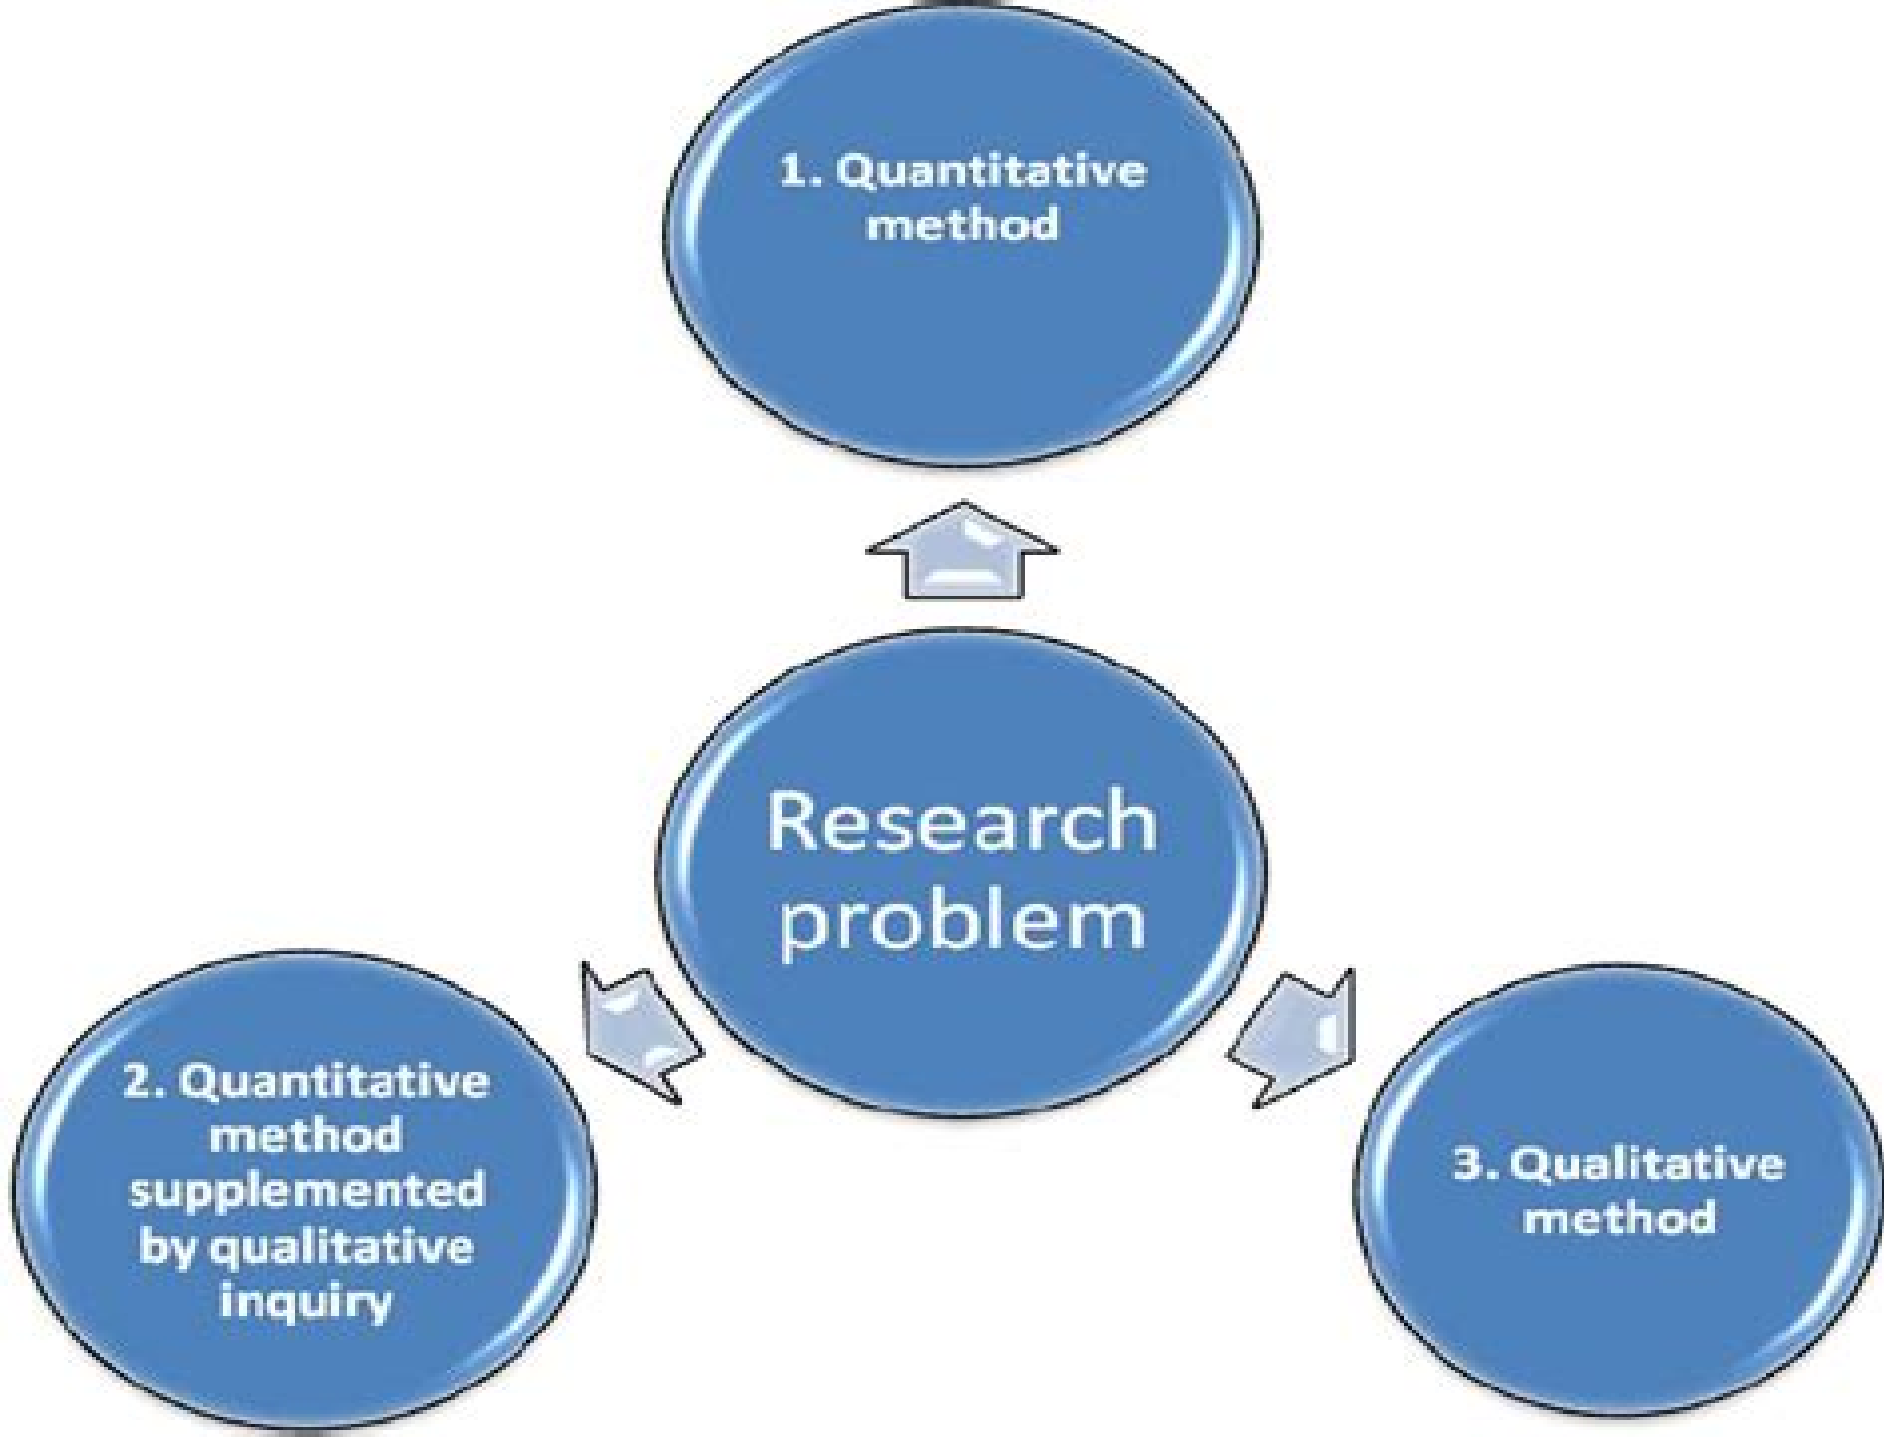 1. Quantitative
method
Research
problem
2. Quantitative
method
supplemented
by qualitative
inquiry
3. Qualitative
method